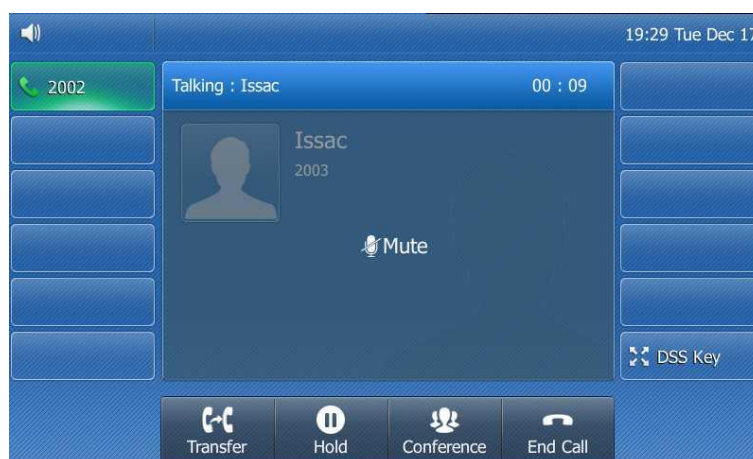 19:29 Tue Dec 17
2002
Talking : Issac 00 : 09
Issac
2003
Mute
DSS Key
Transfer Hold Conference End Call